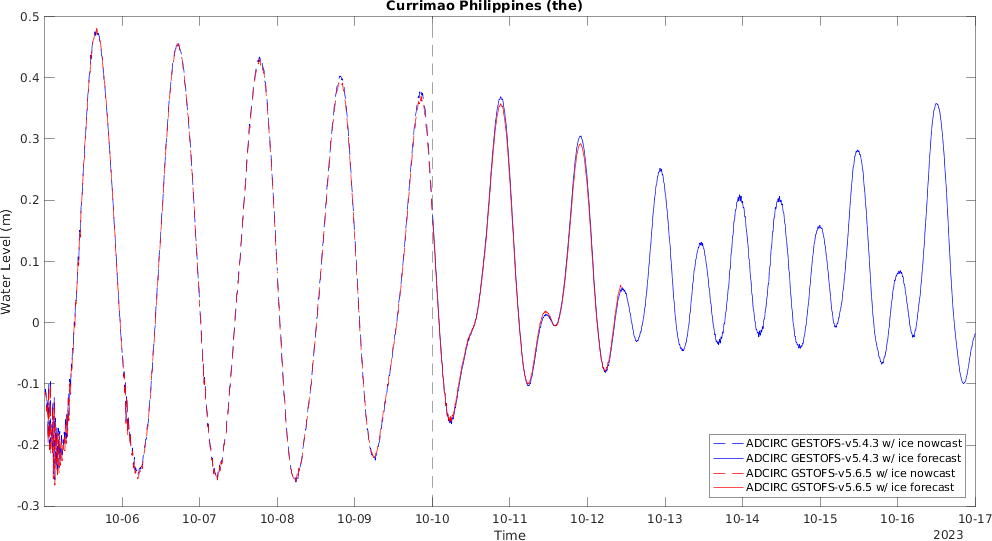 Currimao Philippines (the)
0.5
0.4
0.3
0.2
0.1
0
-0.1
-0.2
-0.3
Water Level (m)
ADCIRC GESTOFS-v5.4.3 w/ ice nowcast
ADCIRC GESTOFS-v5.4.3 w/ ice forecast
ADCIRC GSTOFS-v5.6.5 w/ ice nowcast
ADCIRC GSTOFS-v5.6.5 w/ ice forecast
10-06 10-07 10-08 10-09 10-10 10-11 10-12 10-13 10-14 10-15 10-16 10-17
Time
2023